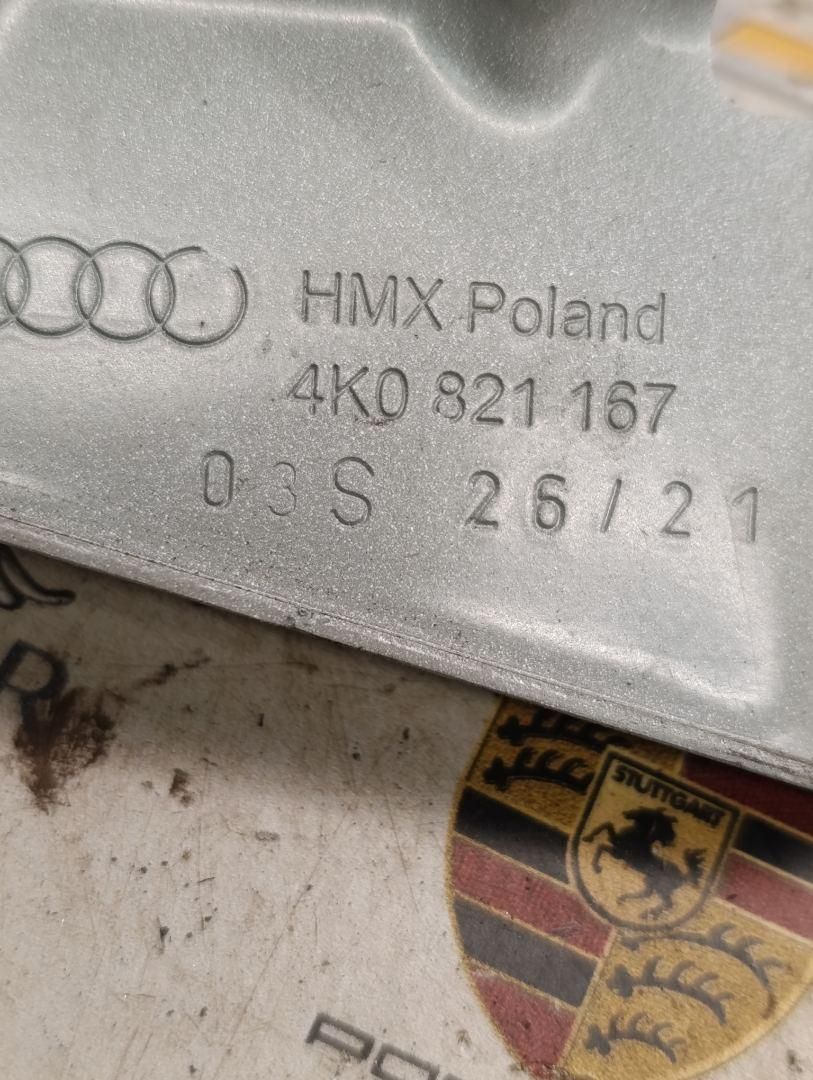 HMX Poland
4K0 821 167
03S 26/21
R
STUTTGART